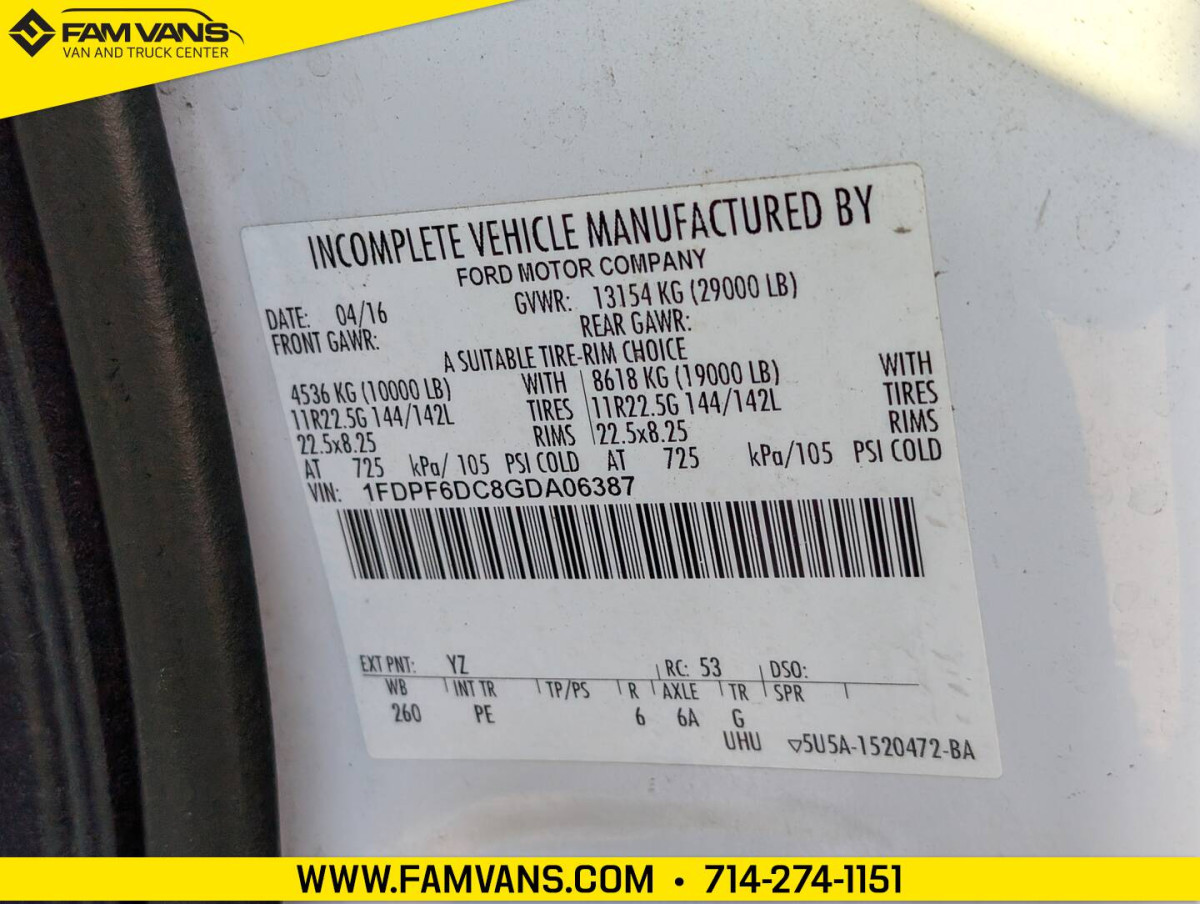 FAM VANS
VAN AND TRUCK CENTER
INCOMPLETE VEHICLE MANUFACTURED BY
FORD MOTOR COMPANY
DATE: 04/16 GVWR: 13154 KG (29000 LB)
FRONT GAWR: REAR GAWR:
A SUITABLE TIRE-RIM CHOICE
4536 KG (10000 LB) WITH 8618 KG (19000 LB) WITH
11R22.5G 144/142L TIRES 11R22.5G 144/142L TIRES
22.5x8.25 RIMS 22.5x8.25 RIMS
AT 725 kPa/ 105 PSI COLD AT 725 kPa/105 PSI COLD
VIN: 1FDPF6DC8GDA06387
EXT PNT: YZ RC: 53 DSO:
WB INT TR TP/PS R AXLE TR SPR
260 PE 6 6A G
UHU ▽5U5A-1520472-BA
WWW.FAMVANS.COM • 714-274-1151